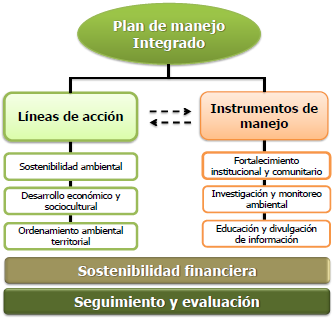 Plan de manejo
Integrado
Líneas de acción
Instrumentos de
manejo
Sostenibilidad ambiental
Desarrollo económico y
sociocultural
Ordenamiento ambiental
territorial
Fortalecimiento
institucional y comunitario
Investigación y monitoreo
ambiental
Educación y divulgación
de información
Sostenibilidad financiera
Seguimiento y evaluación